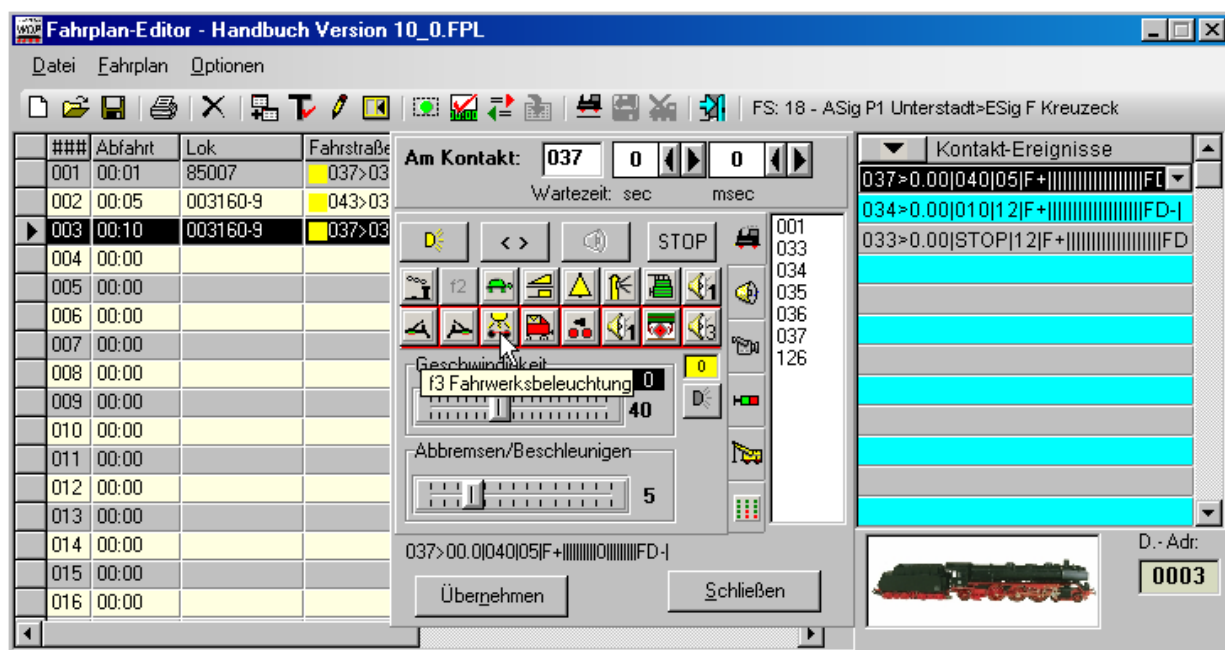 WDP Fahrplan-Editor - Handbuch Version 10_0.FPL
Datei Fahrplan Optionen
FS: 18 - ASig P1 Unterstadt>ESig F Kreuzeck
### Abfahrt Lok Fahrstraße
001 00:01 85007 037>03
002 00:05 003160-9 043>03
003 00:10 003160-9 037>03
004 00:00
005 00:00
006 00:00
007 00:00
008 00:00
009 00:00
010 00:00
011 00:00
012 00:00
013 00:00
014 00:00
015 00:00
016 00:00
Am Kontakt: 037 0 0
Wartezeit: sec msec
D < > STOP
f2 1
1 3
001
033
034
035
036
037
126
Geschwindigkeit 0
f3 Fahrwerksbeleuchtung 0
40 D
Abbremsen/Beschleunigen
5
037>00.0|040|05|F+||||||||||0|||||||||FD-|
Übernehmen Schließen
Kontakt-Ereignisse
037>0.00|040|05|F+|||||||||||||||||||FD
034>0.00|010|12|F+|||||||||||||||||||FD-|
033>0.00|STOP|12|F+|||||||||||||||||||FD
D.- Adr:
0003